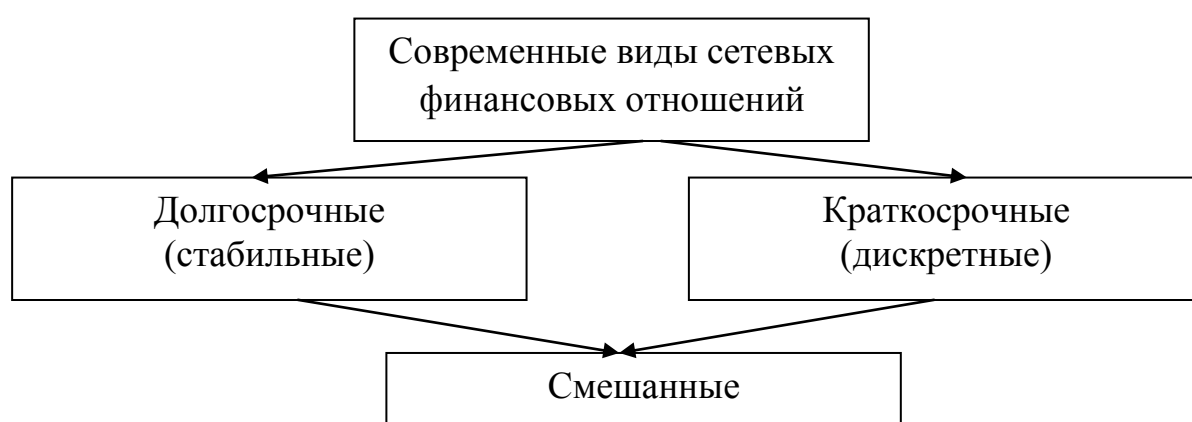 Современные виды сетевых
финансовых отношений
Долгосрочные
(стабильные)
Краткосрочные
(дискретные)
Смешанные